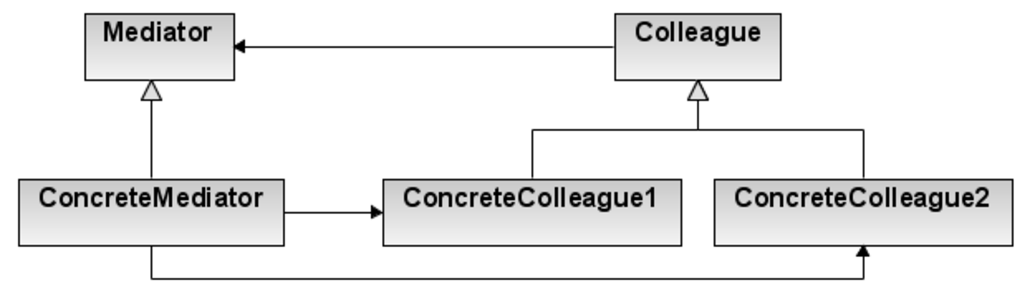 Mediator
Colleague
ConcreteMediator
ConcreteColleague1
ConcreteColleague2